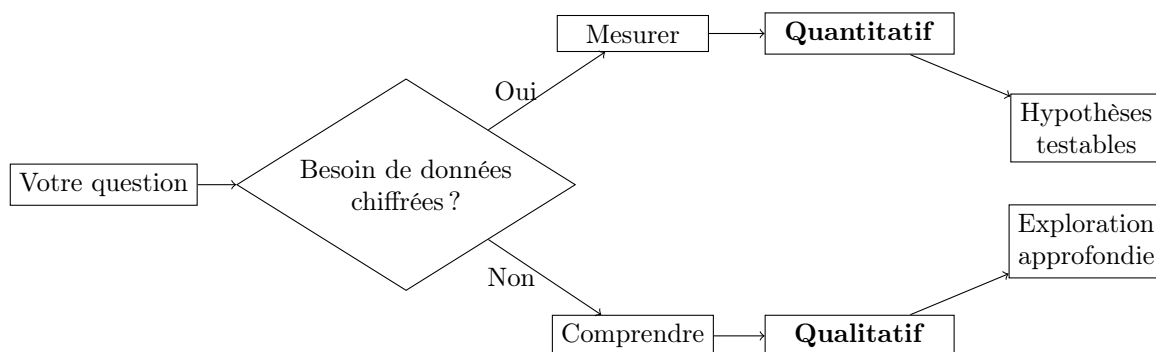 Votre question
Besoin de données
chiffrées ?
Oui
Mesurer
Quantitatif
Hypothèses
testables
Non
Comprendre
Qualitatif
Exploration
approfondie